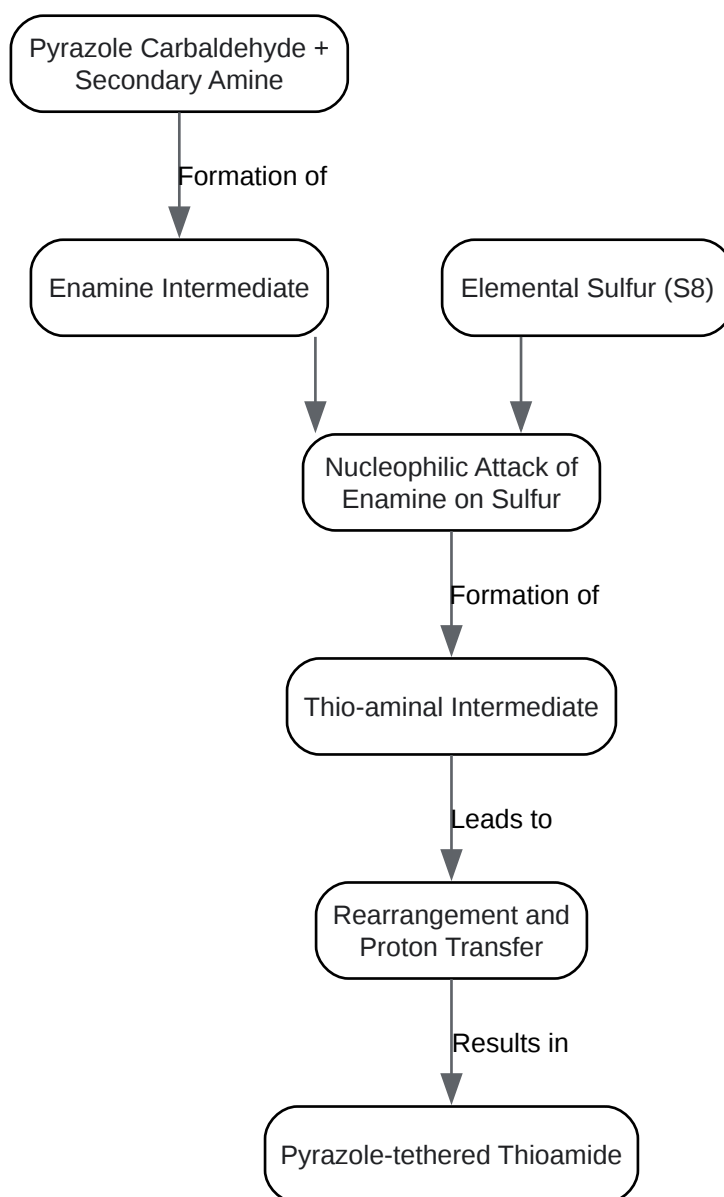 Pyrazole Carbaldehyde +
Secondary Amine
Formation of
Enamine Intermediate
Elemental Sulfur (S8)
Nucleophilic Attack of
Enamine on Sulfur
Formation of
Thio-aminal Intermediate
Leads to
Rearrangement and
Proton Transfer
Results in
Pyrazole-tethered Thioamide